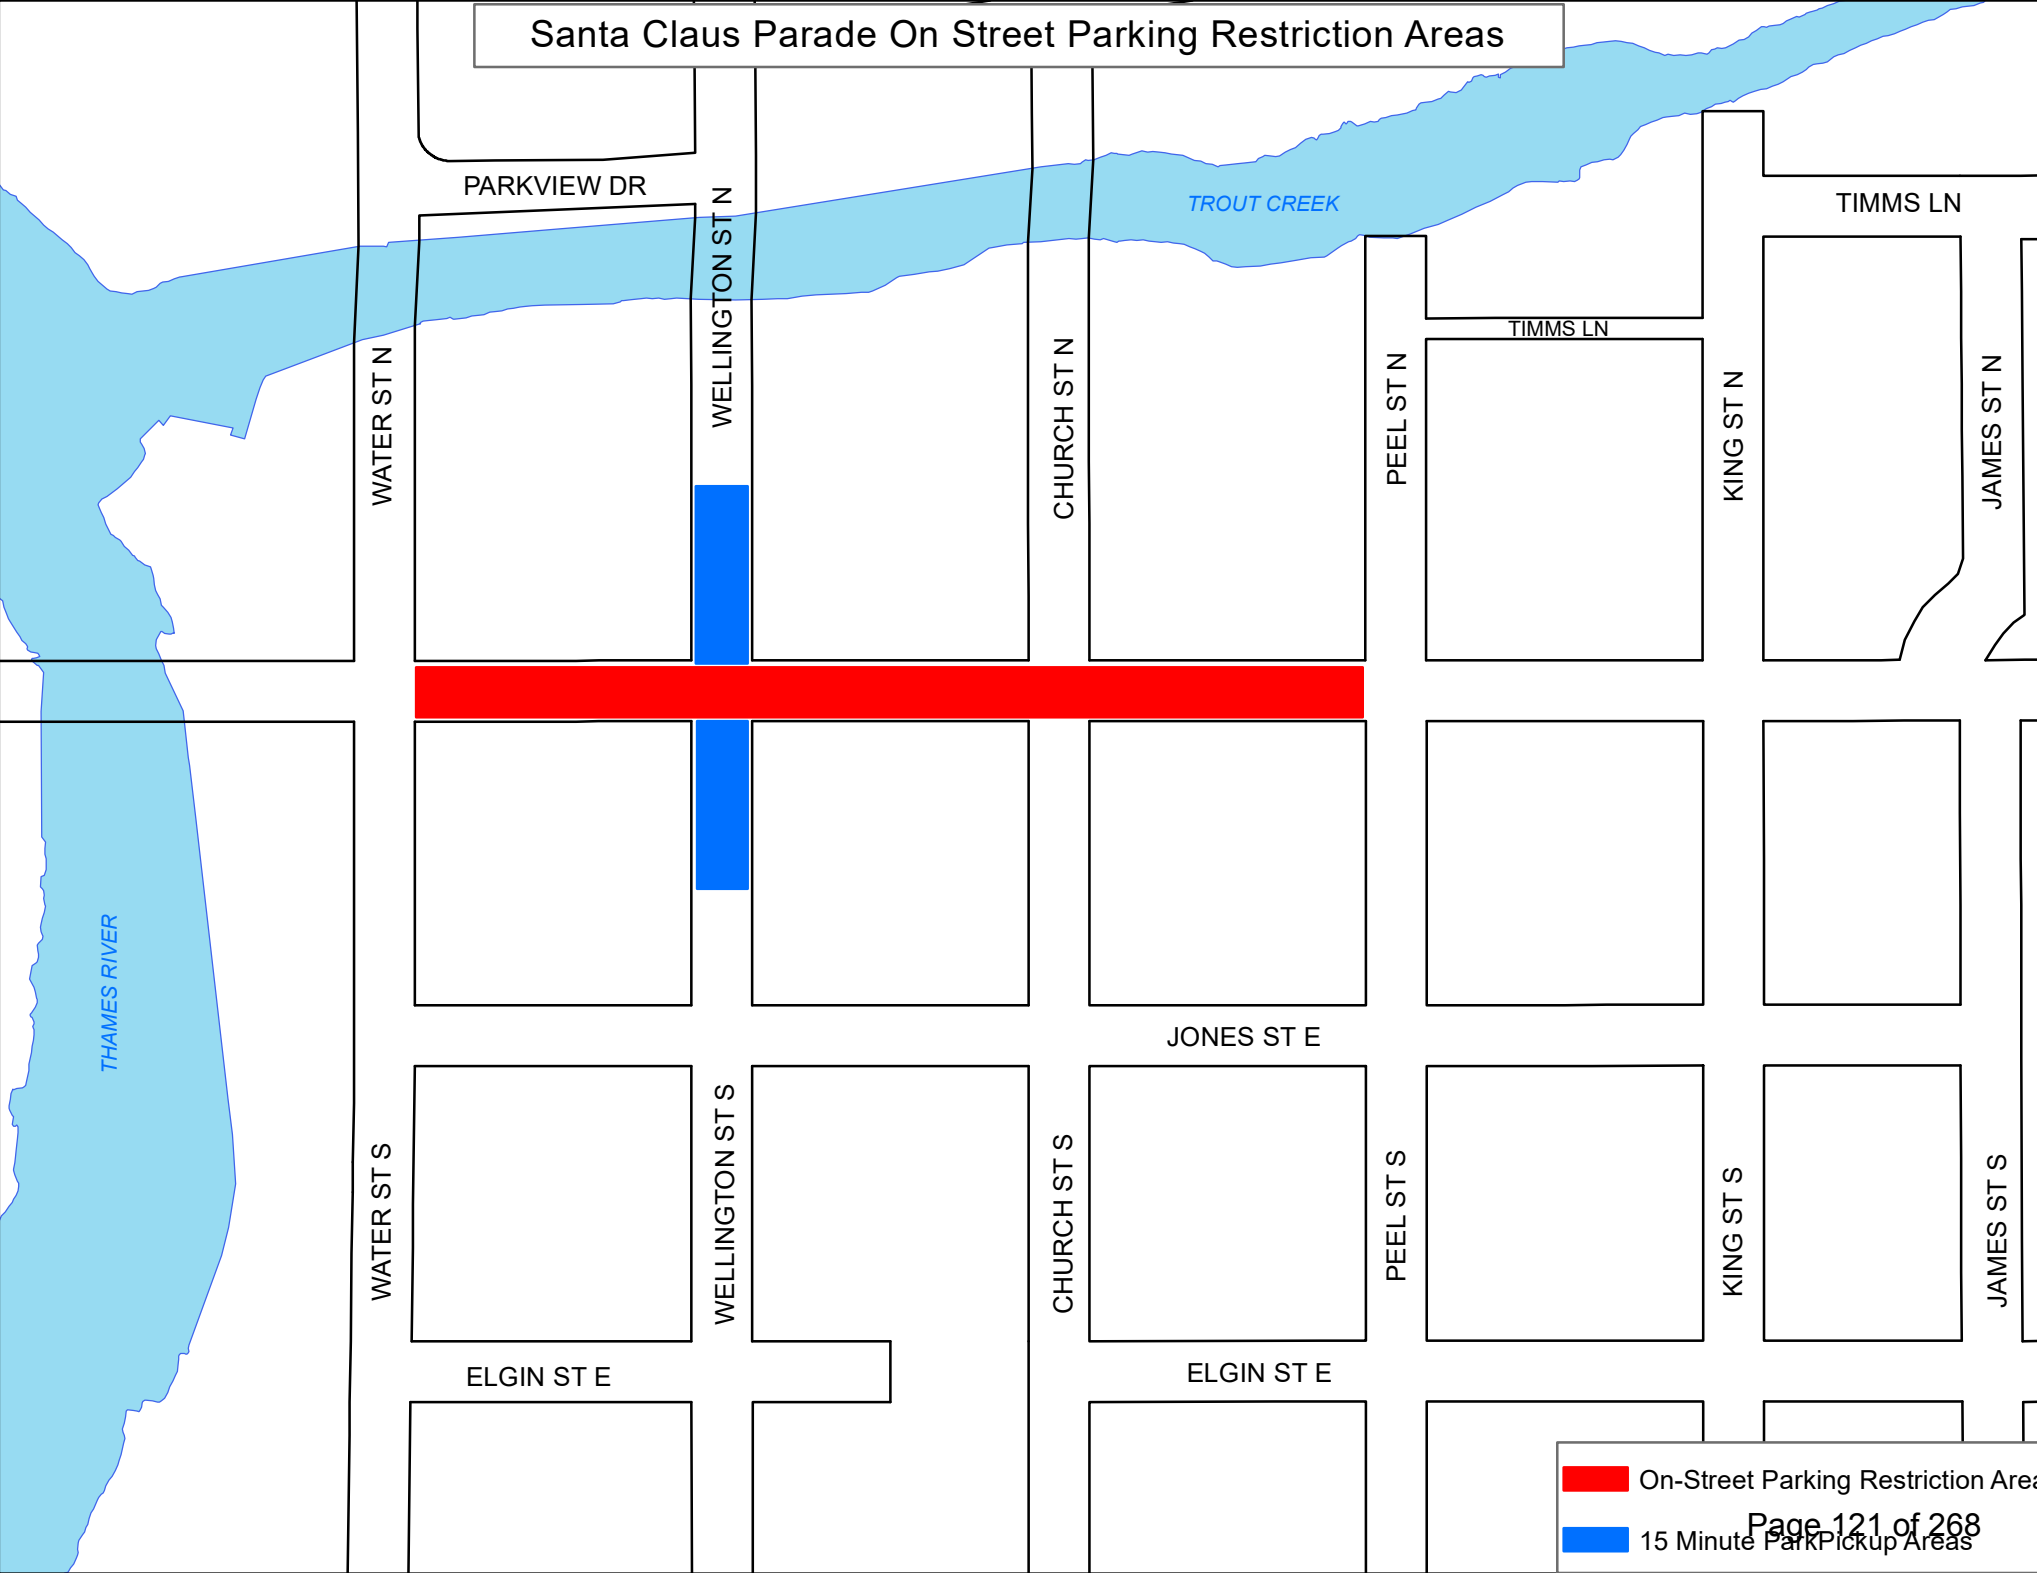 Santa Claus Parade On Street Parking Restriction Areas
PARKVIEW DR
TROUT CREEK
TIMMS LN
TIMMS LN
WATER ST N
WELLINGTON ST N
CHURCH ST N
PEEL ST N
KING ST N
JAMES ST N
THAMES RIVER
JONES ST E
WATER ST S
WELLINGTON ST S
CHURCH ST S
PEEL ST S
KING ST S
JAMES ST S
ELGIN ST E
ELGIN ST E
On-Street Parking Restriction Area
Page 121 of 268
15 Minute ParkPickup Areas